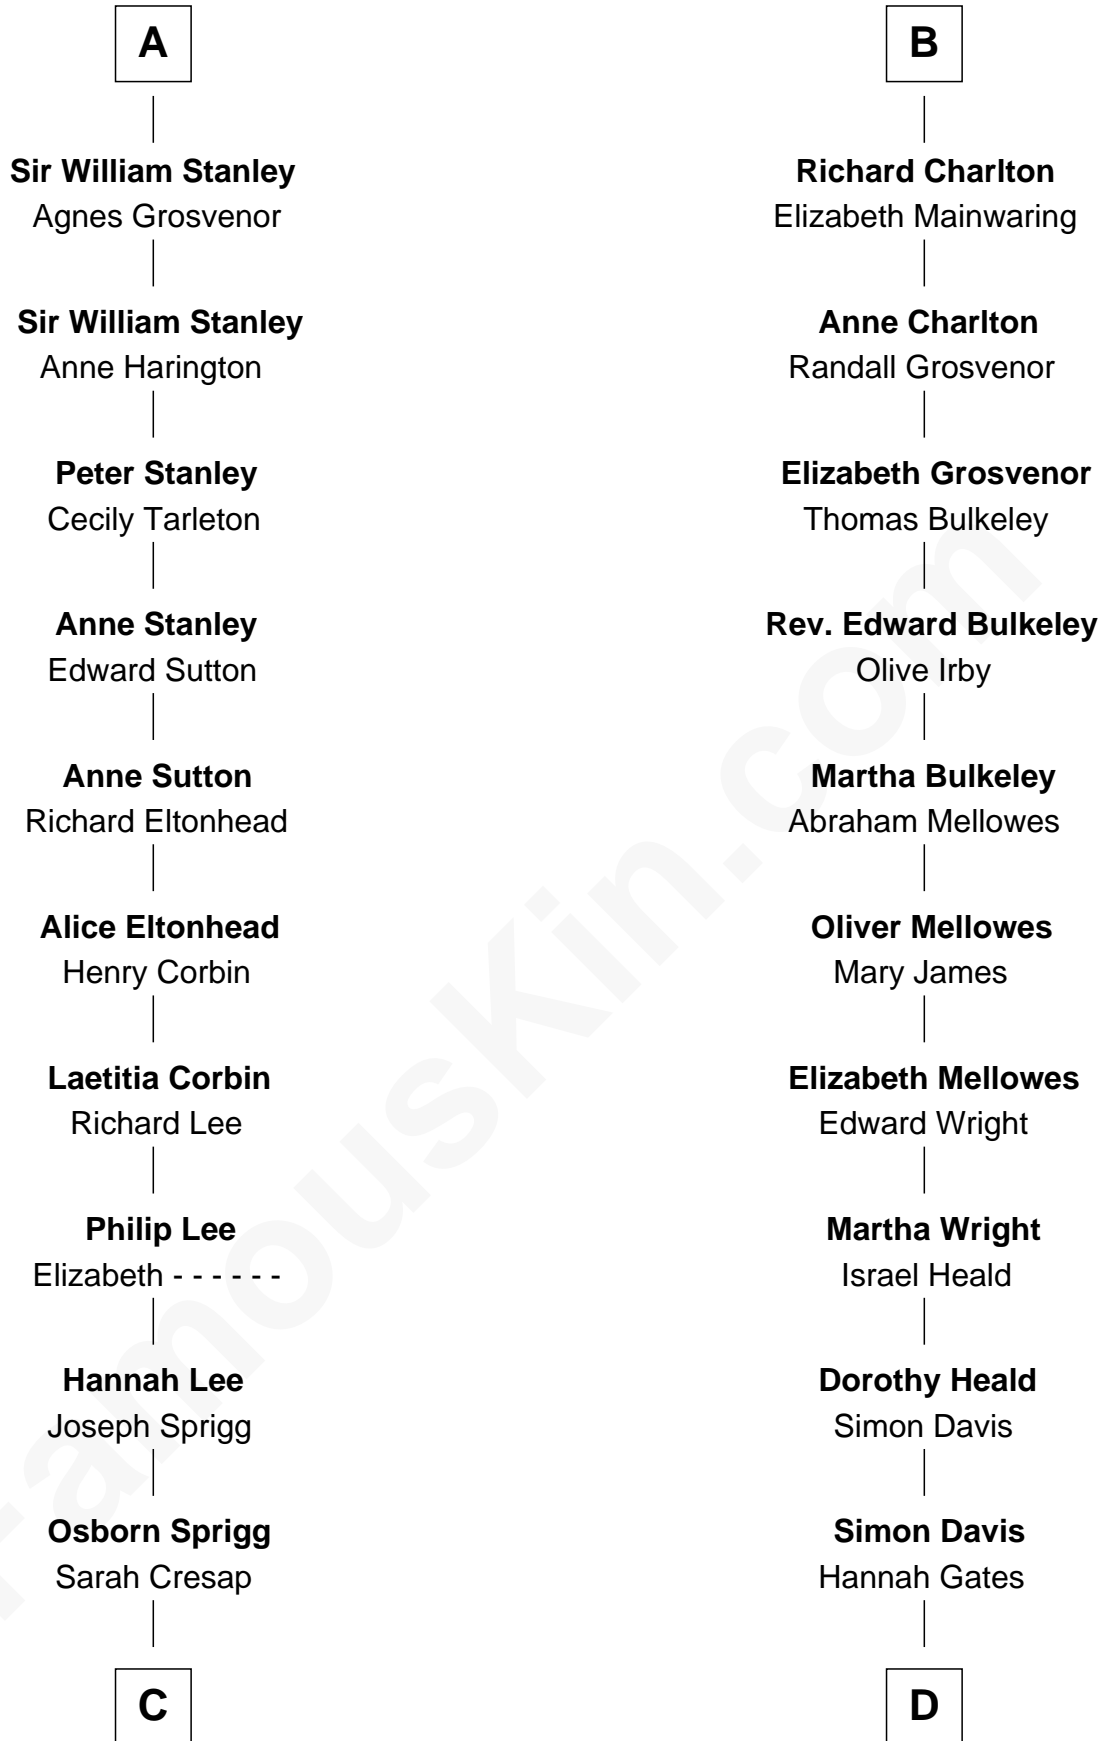 A
Sir William Stanley
Agnes Grosvenor
Sir William Stanley
Anne Harington
Peter Stanley
Cecily Tarleton
Anne Stanley
Edward Sutton
Anne Sutton
Richard Eltonhead
Alice Eltonhead
Henry Corbin
Laetitia Corbin
Richard Lee
Philip Lee
Elizabeth - - - - - -
Hannah Lee
Joseph Sprigg
Osborn Sprigg
Sarah Cresap
C
B
Richard Charlton
Elizabeth Mainwaring
Anne Charlton
Randall Grosvenor
Elizabeth Grosvenor
Thomas Bulkeley
Rev. Edward Bulkeley
Olive Irby
Martha Bulkeley
Abraham Mellowes
Oliver Mellowes
Mary James
Elizabeth Mellowes
Edward Wright
Martha Wright
Israel Heald
Dorothy Heald
Simon Davis
Simon Davis
Hannah Gates
D
FamousKin.com